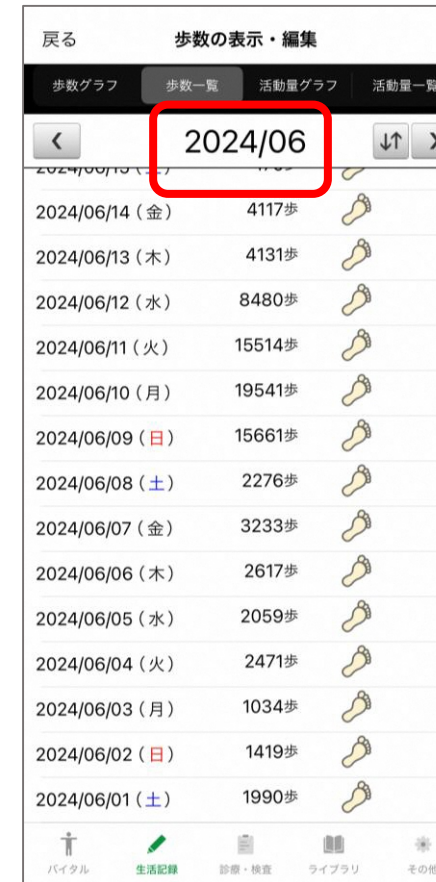 戻る 歩数の表示・編集
歩数グラフ 歩数一覧 活動量グラフ 活動量一覧
2024/06
2024/06/14 (金) 4117歩
2024/06/13 (木) 4131歩
2024/06/12 (水) 8480歩
2024/06/11 (火) 15514歩
2024/06/10 (月) 19541歩
2024/06/09 (日) 15661歩
2024/06/08 (土) 2276歩
2024/06/07 (金) 3233歩
2024/06/06 (木) 2617歩
2024/06/05 (水) 2059歩
2024/06/04 (火) 2471歩
2024/06/03 (月) 1034歩
2024/06/02 (日) 1419歩
2024/06/01 (土) 1990歩
バイタル 生活記録 診療・検査 ライブラリ その他